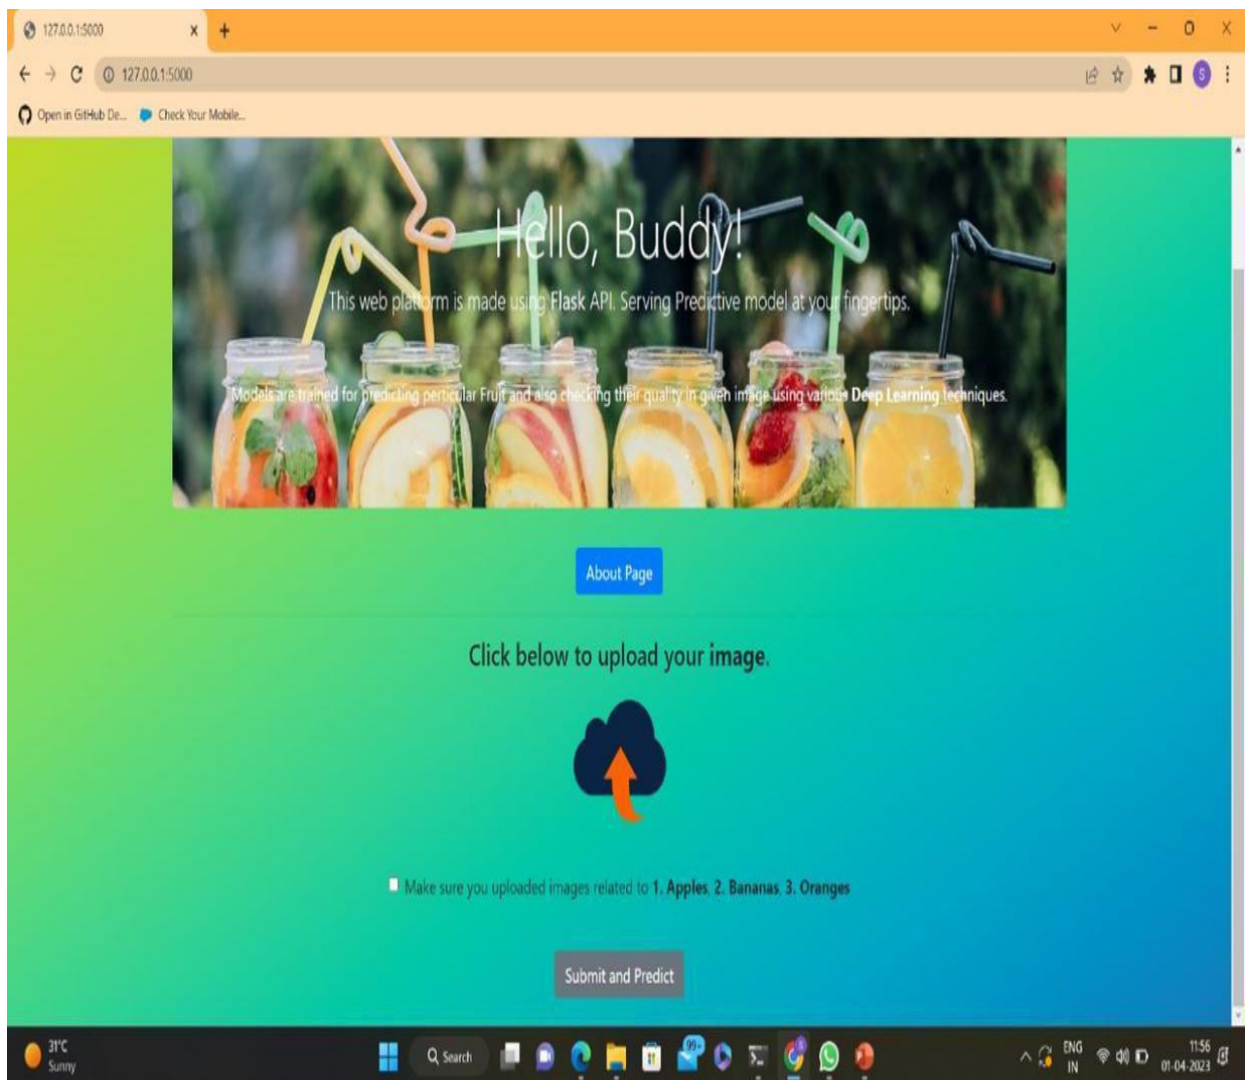 127.0.0.1:5000
127.0.0.1:5000
S
Open in GitHub De... Check Your Mobile...
Hello, Buddy!
This web platform is made using Flask API. Serving Predictive model at your fingertips.
Models are trained for predicting perticular Fruit and also checking their quality in given image using various Deep Learning techniques.
About Page
Click below to upload your image.
Make sure you uploaded images related to 1. Apples, 2. Bananas, 3. Oranges
Submit and Predict
31°C
Sunny
Search
99+
ENG
IN
11:56
01-04-2023